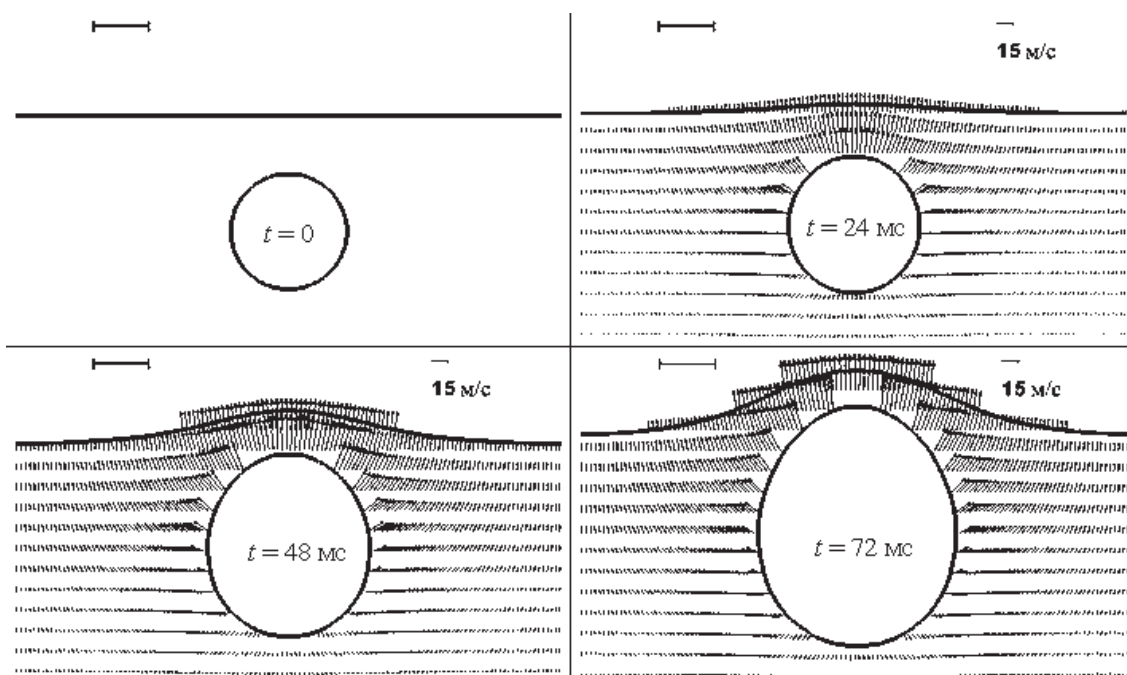 15 м/с
t = 0
t = 24 мс
15 м/с
15 м/с
t = 48 мс
t = 72 мс